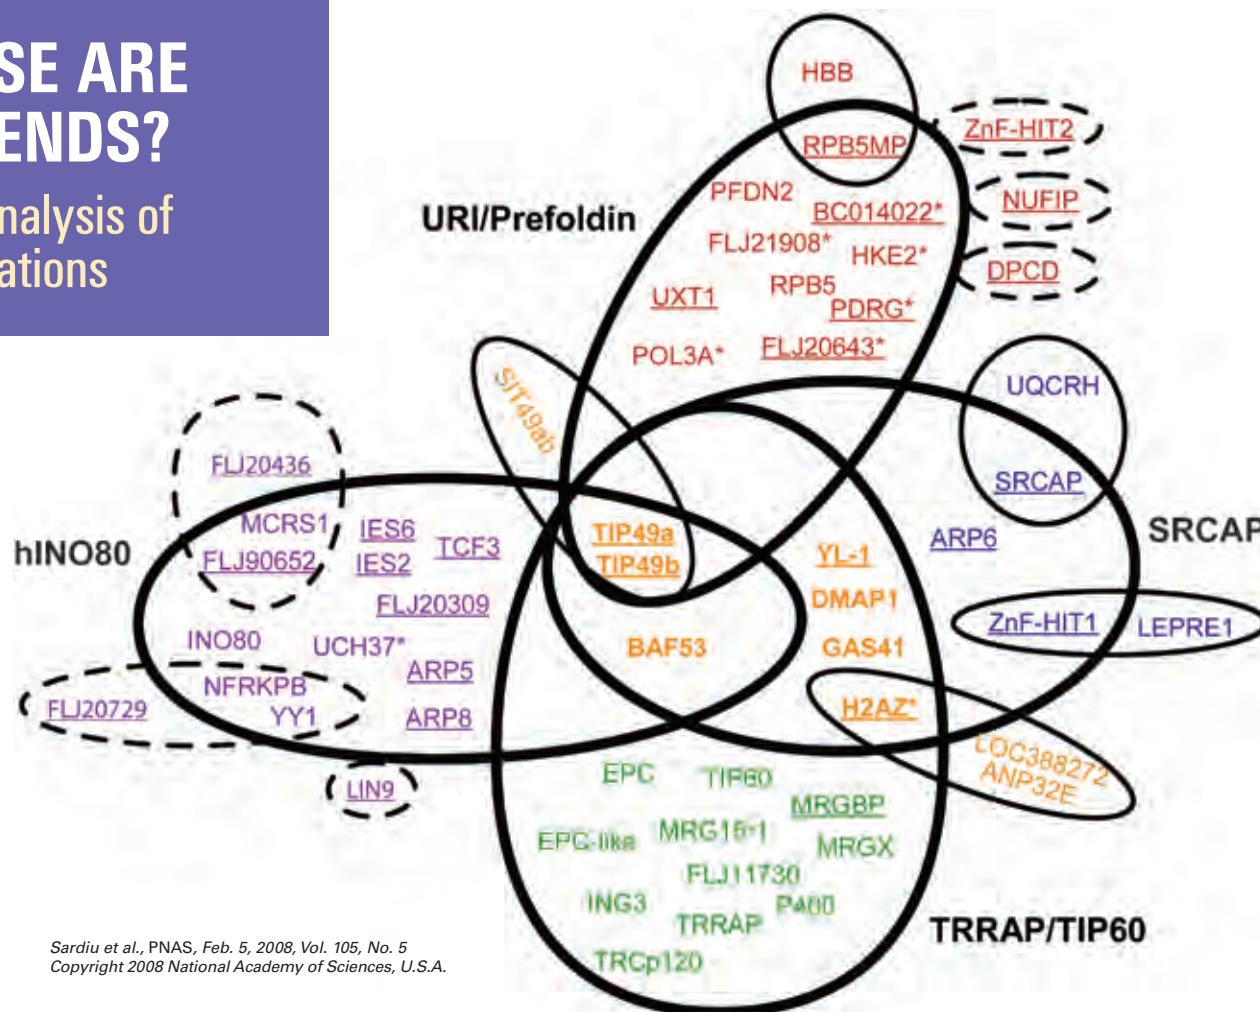 SE ARE
ENDS?
nalysis of
ations
HBB
RPB5MP
ZnF-HIT2
NUFIP
DPCD
URI/Prefoldin
PFDN2
BC014022*
FLJ21908*
HKE2*
UXT1
RPB5
PDRG*
POL3A*
FLJ20643*
SIT49ab
UQCRH
SRCAP
ARP6
SRCAP
ZnF-HIT1
LEPRE1
FLJ20436
hINO80
MCRS1
IES6
TCF3
FLJ90652
IES2
FLJ20309
INO80
UCH37*
ARP5
NFRKPB
FLJ20729
YY1
ARP8
LIN9
TIP49a
TIP49b
BAF53
YL-1
DMAP1
GAS41
H2AZ*
LOC388272
ANP32E
EPC
TIP60
MRGBP
EPC-like
MRG15-1
MRGX
FLJ11730
ING3
P400
TRRAP
TRCp120
TRRAP/TIP60
Sardiu et al., PNAS, Feb. 5, 2008, Vol. 105, No. 5
Copyright 2008 National Academy of Sciences, U.S.A.